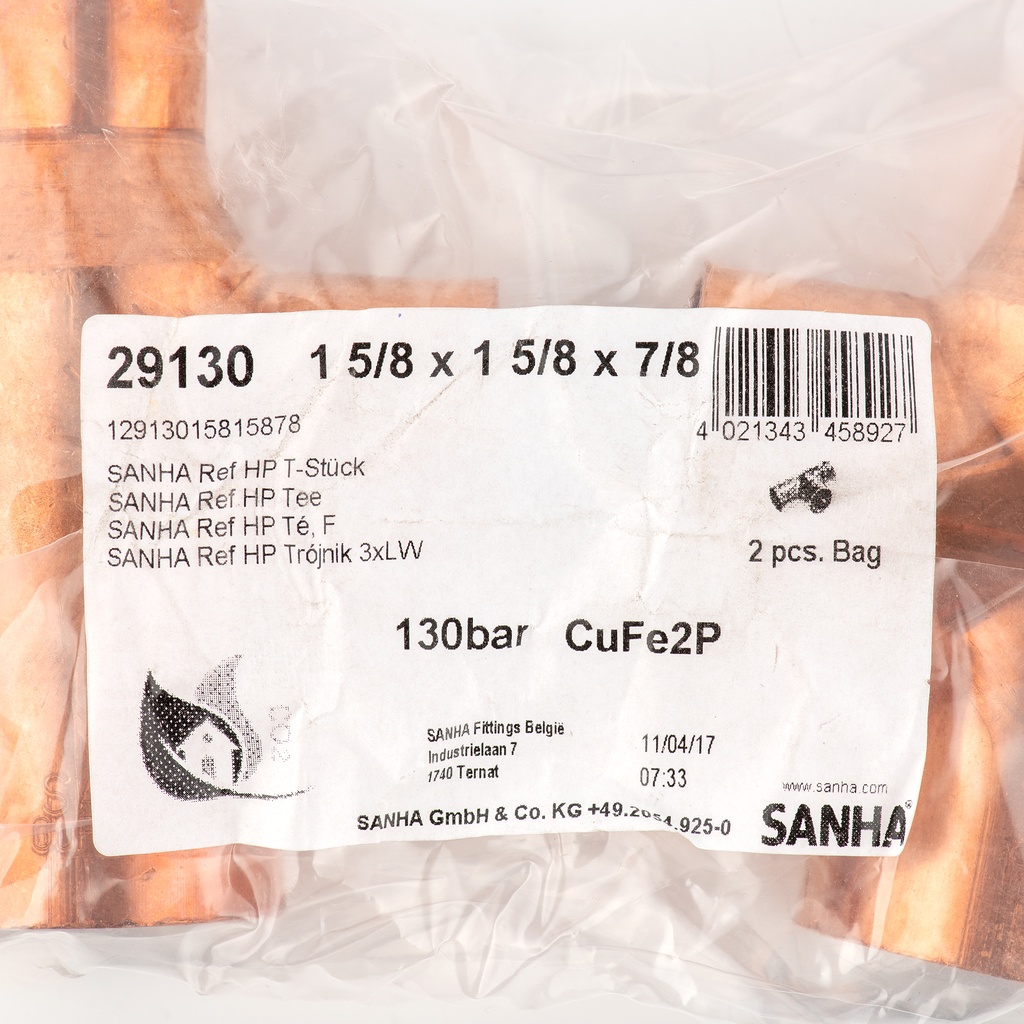 29130 1 5/8 x 1 5/8 x 7/8
4 021343 458927
12913015815878
SANHA Ref HP T-Stück
SANHA Ref HP Tee
SANHA Ref HP Té, F
SANHA Ref HP Trójnik 3xLW
2 pcs. Bag
130bar CuFe2P
SANHA Fittings België
Industrielaan 7
1740 Ternat
11/04/17
07:33
www.sanha.com
SANHA®
SANHA GmbH & Co. KG